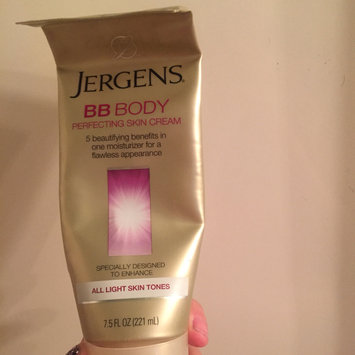 JERGENS
BB BODY
PERFECTING SKIN CREAM
5 beautifying benefits in
one moisturizer for a
flawless appearance
SPECIALLY DESIGNED
TO ENHANCE
ALL LIGHT SKIN TONES
7.5 FL OZ (221 mL)